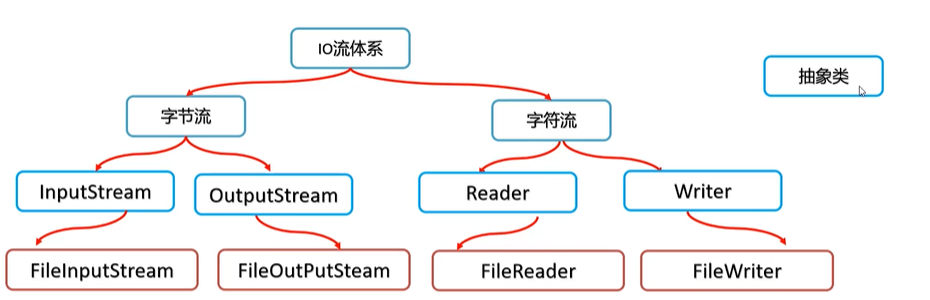 IO流体系
抽象类
字节流
字符流
InputStream
OutputStream
Reader
Writer
FileInputStream
FileOutPutSteam
FileReader
FileWriter